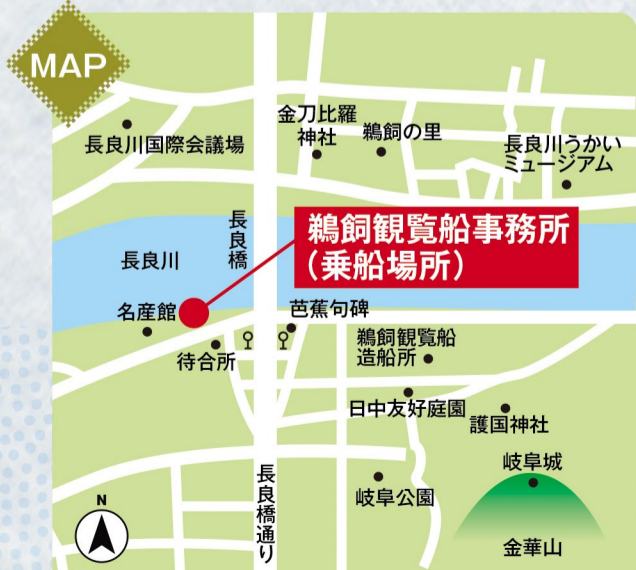 MAP
長良川国際会議場
金刀比羅
神社
鵜飼の里
長良川うかい
ミュージアム
長良橋
鵜飼観覧船事務所
（乗船場所）
長良川
名産館
芭蕉句碑
待合所
鵜飼観覧船
造船所
日中友好庭園
護国神社
岐阜城
岐阜公園
長良橋通り
金華山
N